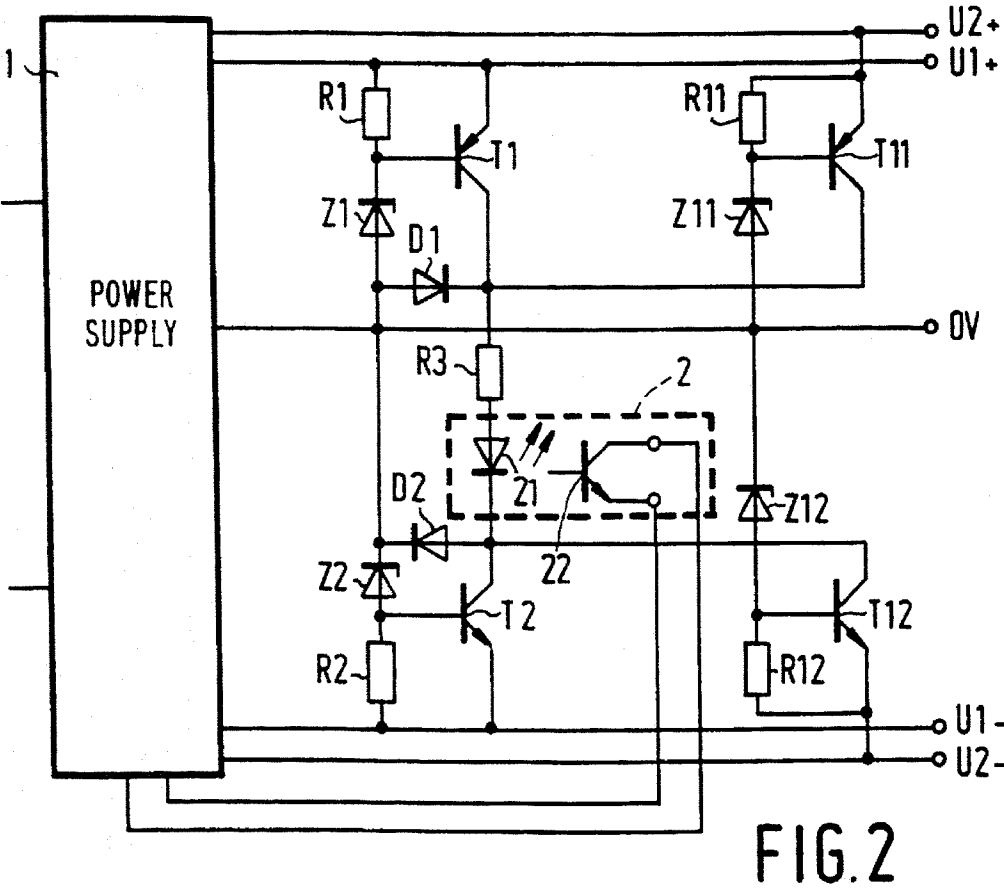 U2+
1
U1+
R1
R11
T1
T11
Z1
Z11
D1
POWER
SUPPLY
0V
R3
2
21
D2
Z12
22
Z2
T2
T12
R2
R12
U1-
U2-
FIG. 2